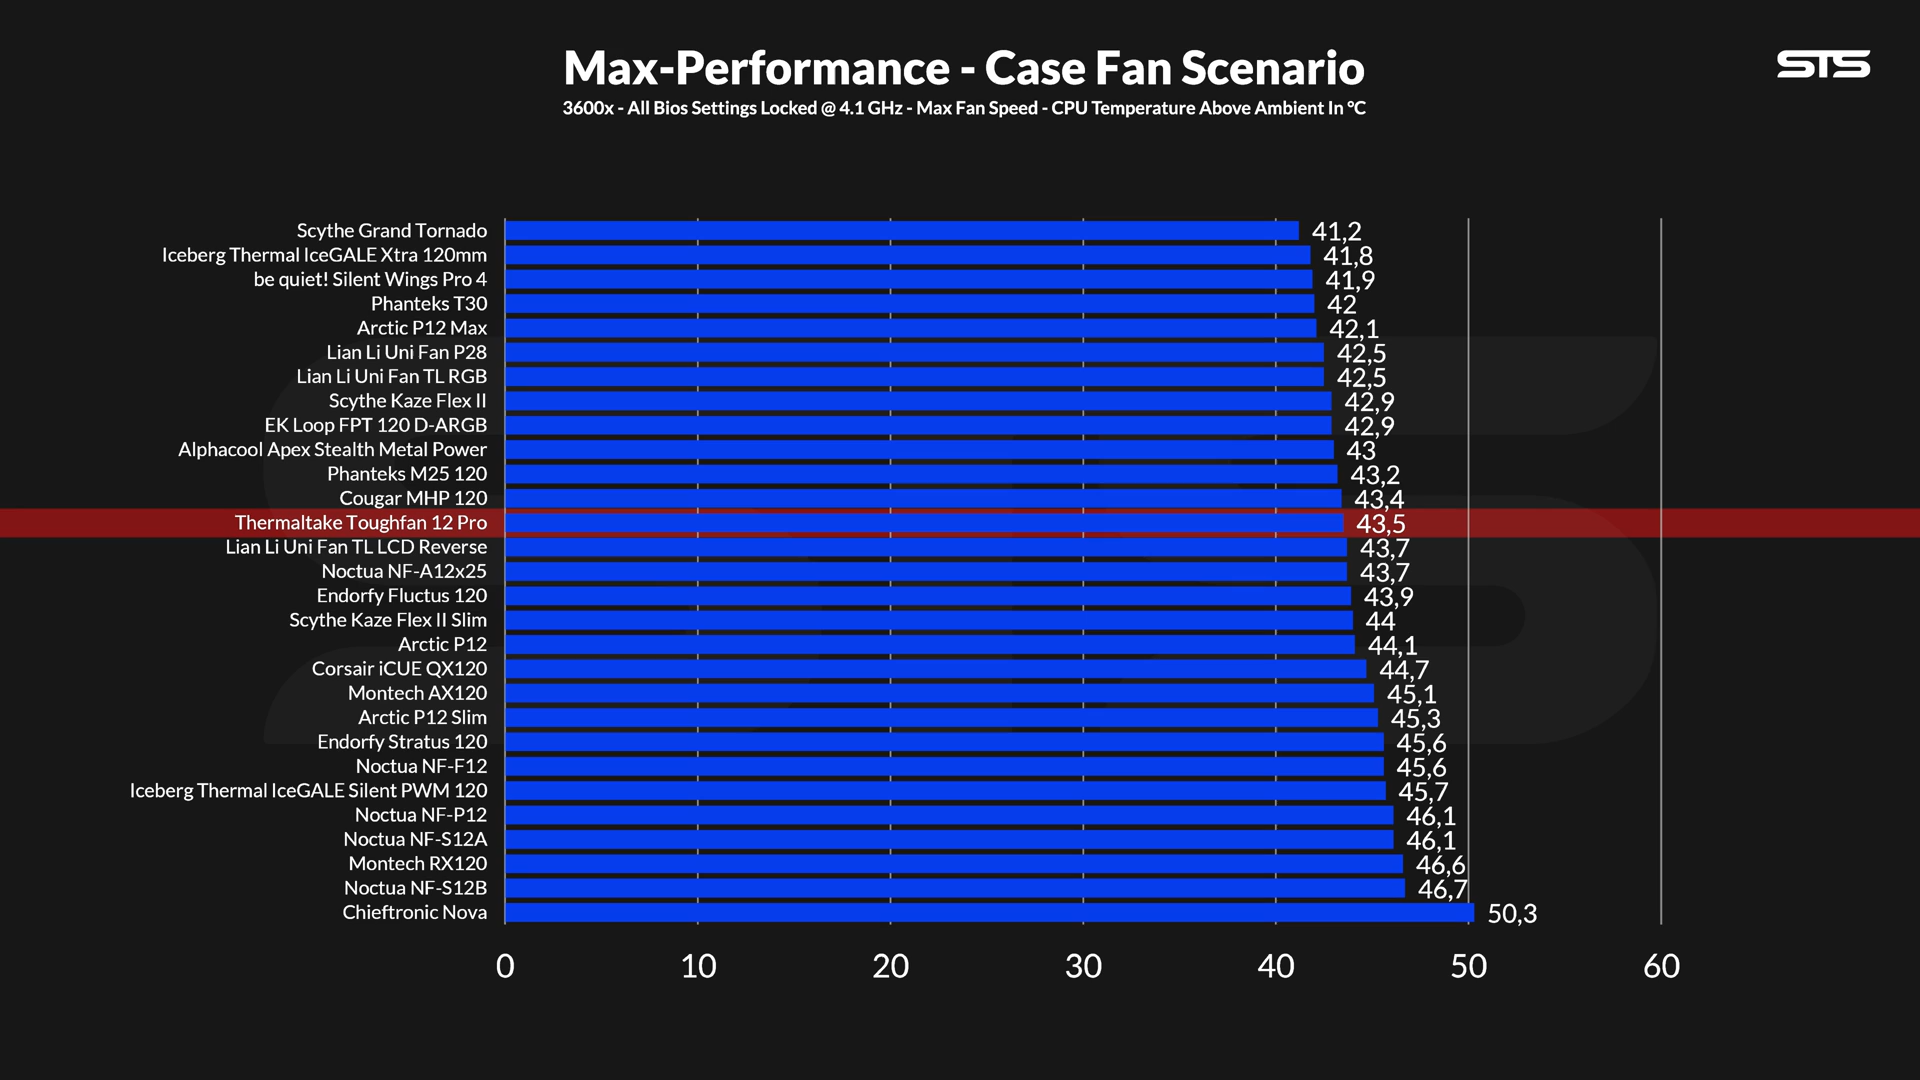 Max-Performance - Case Fan Scenario
STS
3600x - All Bios Settings Locked @ 4.1 GHz - Max Fan Speed - CPU Temperature Above Ambient In °C
Scythe Grand Tornado 41,2
Iceberg Thermal IceGALE Xtra 120mm 41,8
be quiet! Silent Wings Pro 4 41,9
Phanteks T30 42
Arctic P12 Max 42,1
Lian Li Uni Fan P28 42,5
Lian Li Uni Fan TL RGB 42,5
Scythe Kaze Flex II 42,9
EK Loop FPT 120 D-ARGB 42,9
Alphacool Apex Stealth Metal Power 43
Phanteks M25 120 43,2
Cougar MHP 120 43,4
Thermaltake Toughfan 12 Pro 43,5
Lian Li Uni Fan TL LCD Reverse 43,7
Noctua NF-A12x25 43,7
Endorfy Fluctus 120 43,9
Scythe Kaze Flex II Slim 44
Arctic P12 44,1
Corsair iCUE QX120 44,7
Montech AX120 45,1
Arctic P12 Slim 45,3
Endorfy Stratus 120 45,6
Noctua NF-F12 45,6
Iceberg Thermal IceGALE Silent PWM 120 45,7
Noctua NF-P12 46,1
Noctua NF-S12A 46,1
Montech RX120 46,6
Noctua NF-S12B 46,7
Chieftronic Nova 50,3
0 10 20 30 40 50 60